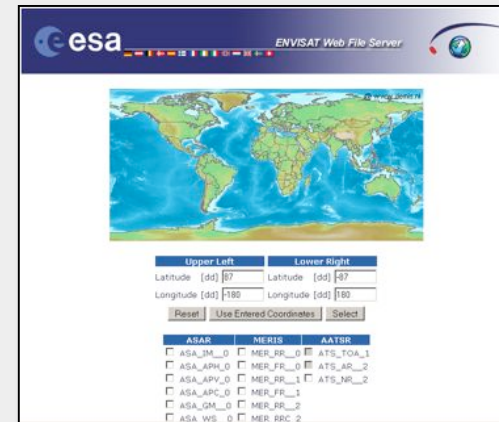 esa
ENVISAT Web File Server
Upper Left Lower Right
Latitude [dd] 87 Latitude [dd] -87
Longitude [dd] -180 Longitude [dd] 180
Reset Use Entered Coordinates Select
ASAR MERIS AATSR
ASA_IM__0 MER_RR__0 ATS_TOA_1
ASA_APH_0 MER_FR__0 ATS_AR__2
ASA_APV_0 MER_RR__1 ATS_NR__2
ASA_APC_0 MER_FR__1
ASA_GM__0 MER_RR__2
ASA_WS__0 MER_RRC_2